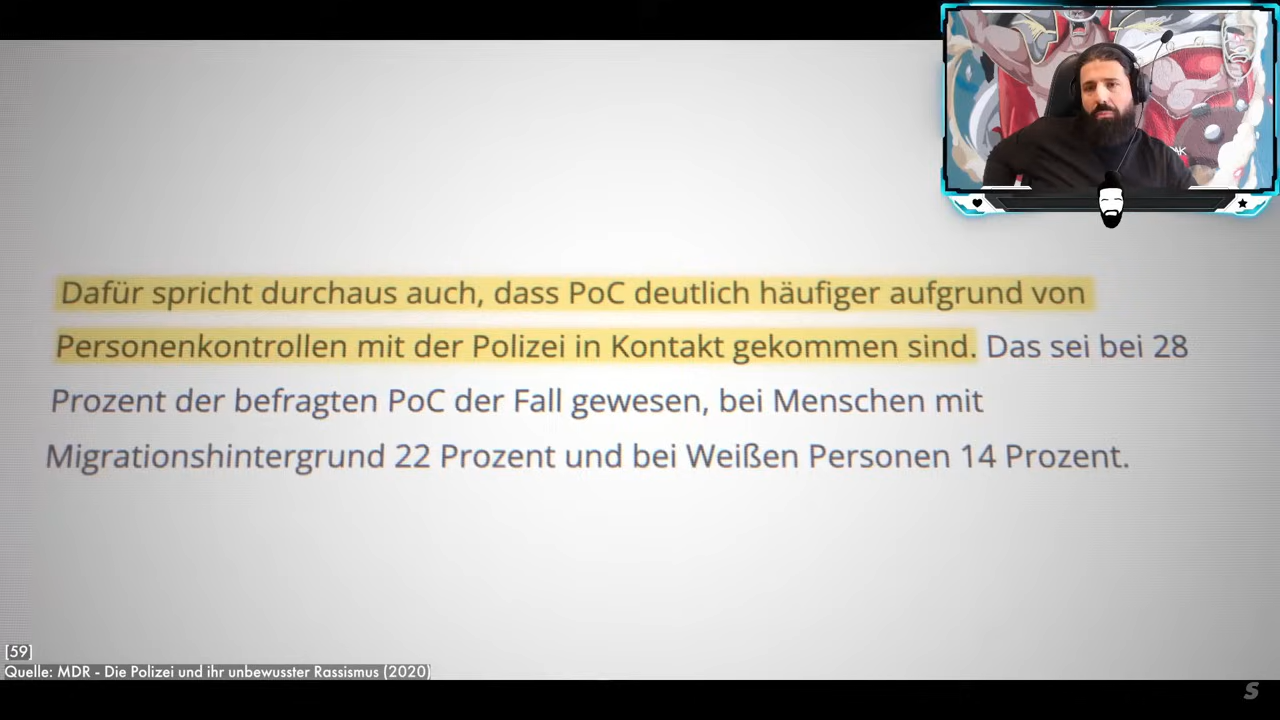 Dafür spricht durchaus auch, dass PoC deutlich häufiger aufgrund von
Personenkontrollen mit der Polizei in Kontakt gekommen sind. Das sei bei 28
Prozent der befragten PoC der Fall gewesen, bei Menschen mit
Migrationshintergrund 22 Prozent und bei Weißen Personen 14 Prozent.
[59]
Quelle: MDR - Die Polizei und ihr unbewusster Rassismus (2020)
S